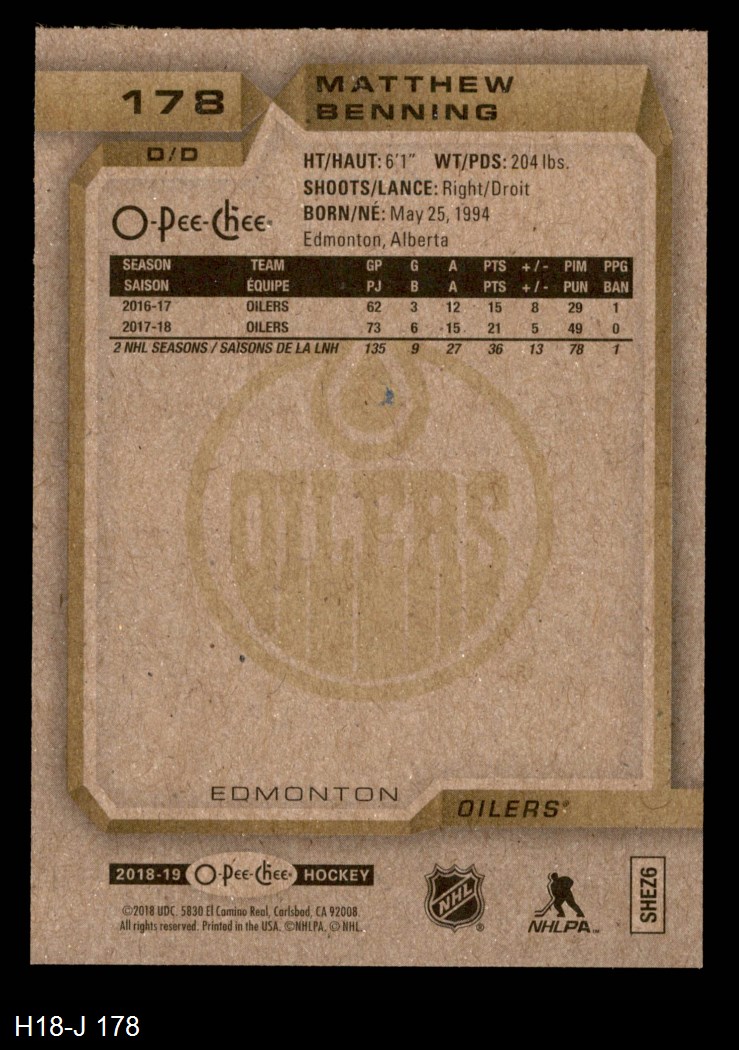 178
MATTHEW
BENNING
D/D
HT/HAUT: 6'1" WT/PDS: 204 lbs.
SHOOTS/LANCE: Right/Droit
BORN/NÉ: May 25, 1994
Edmonton, Alberta
O-Pee-Chee®
SEASON TEAM GP G A PTS +/- PIM PPG
SAISON ÉQUIPE PJ B A PTS +/- PUN BAN
2016-17 OILERS 62 3 12 15 8 29 1
2017-18 OILERS 73 6 15 21 5 49 0
2 NHL SEASONS / SAISONS DE LA LNH 135 9 27 36 13 78 1
OILERS
EDMONTON
OILERS®
2018-19 O-Pee-Chee® HOCKEY
©2018 UDC. 5830 El Camino Real, Carlsbad, CA 92008.
All rights reserved. Printed in the USA. ©NHLPA, © NHL.
NHL®
NHLPA™
SHEZ6
H18-J 178